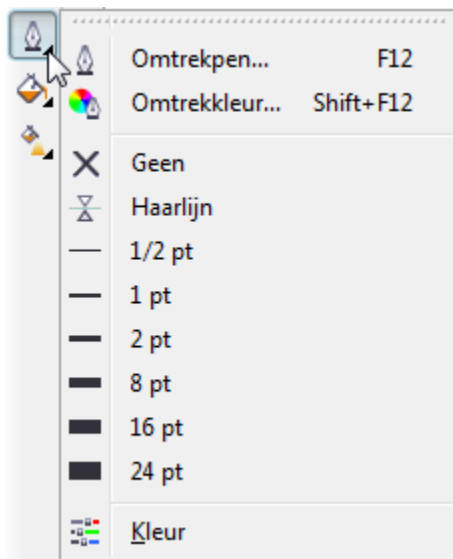 Omtrekpen... F12
Omtrekkleur... Shift+F12
Geen
Haarlijn
1/2 pt
1 pt
2 pt
8 pt
16 pt
24 pt
Kleur